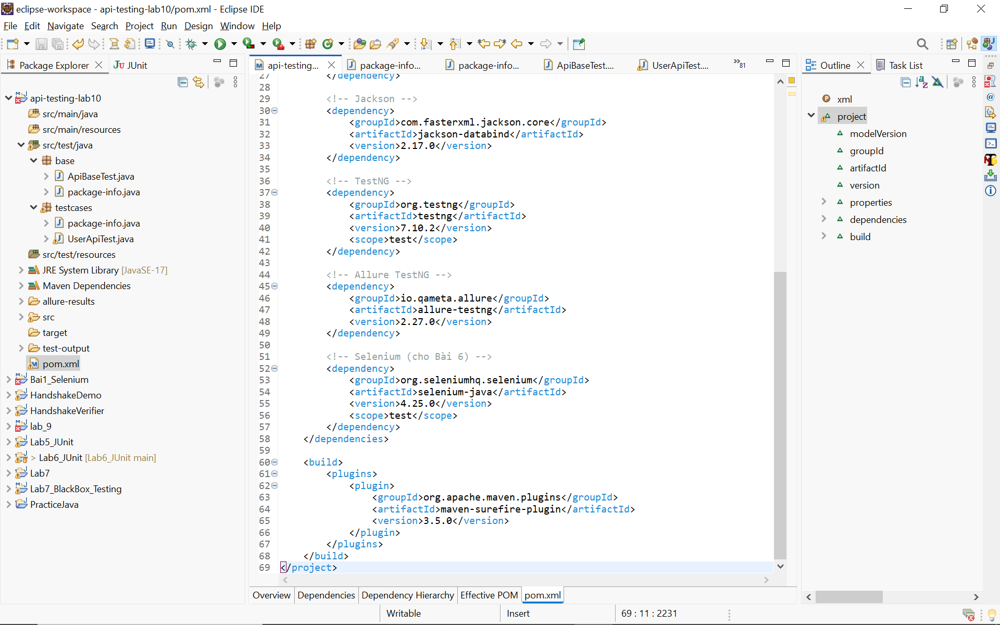 eclipse-workspace - api-testing-lab10/pom.xml - Eclipse IDE
File Edit Navigate Search Project Run Design Window Help
Package Explorer
JUnit
api-testing-lab10
src/main/java
src/main/resources
src/test/java
base
ApiBaseTest.java
package-info.java
testcases
package-info.java
UserApiTest.java
src/test/resources
JRE System Library [JavaSE-17]
Maven Dependencies
allure-results
src
target
test-output
pom.xml
Bai1_Selenium
HandshakeDemo
HandshakeVerifier
lab_9
Lab5_JUnit
> Lab6_JUnit [Lab6_JUnit main]
Lab7
Lab7_BlackBox_Testing
PracticeJava
api-testing... package-info... package-info... ApiBaseTest.... UserApiTest.... »81
27 </dependency>
28
29 <!-- Jackson -->
30 <dependency>
31 <groupId>com.fasterxml.jackson.core</groupId>
32 <artifactId>jackson-databind</artifactId>
33 <version>2.17.0</version>
34 </dependency>
35
36 <!-- TestNG -->
37 <dependency>
38 <groupId>org.testng</groupId>
39 <artifactId>testng</artifactId>
40 <version>7.10.2</version>
41 <scope>test</scope>
42 </dependency>
43
44 <!-- Allure TestNG -->
45 <dependency>
46 <groupId>io.qameta.allure</groupId>
47 <artifactId>allure-testng</artifactId>
48 <version>2.27.0</version>
49 </dependency>
50
51 <!-- Selenium (cho Bài 6) -->
52 <dependency>
53 <groupId>org.seleniumhq.selenium</groupId>
54 <artifactId>selenium-java</artifactId>
55 <version>4.25.0</version>
56 <scope>test</scope>
57 </dependency>
58 </dependencies>
59
60 <build>
61 <plugins>
62 <plugin>
63 <groupId>org.apache.maven.plugins</groupId>
64 <artifactId>maven-surefire-plugin</artifactId>
65 <version>3.5.0</version>
66 </plugin>
67 </plugins>
68 </build>
69 </project>
Overview Dependencies Dependency Hierarchy Effective POM pom.xml
Outline
Task List
xml
project
modelVersion
groupId
artifactId
version
properties
dependencies
build
Writable Insert 69 : 11 : 2231